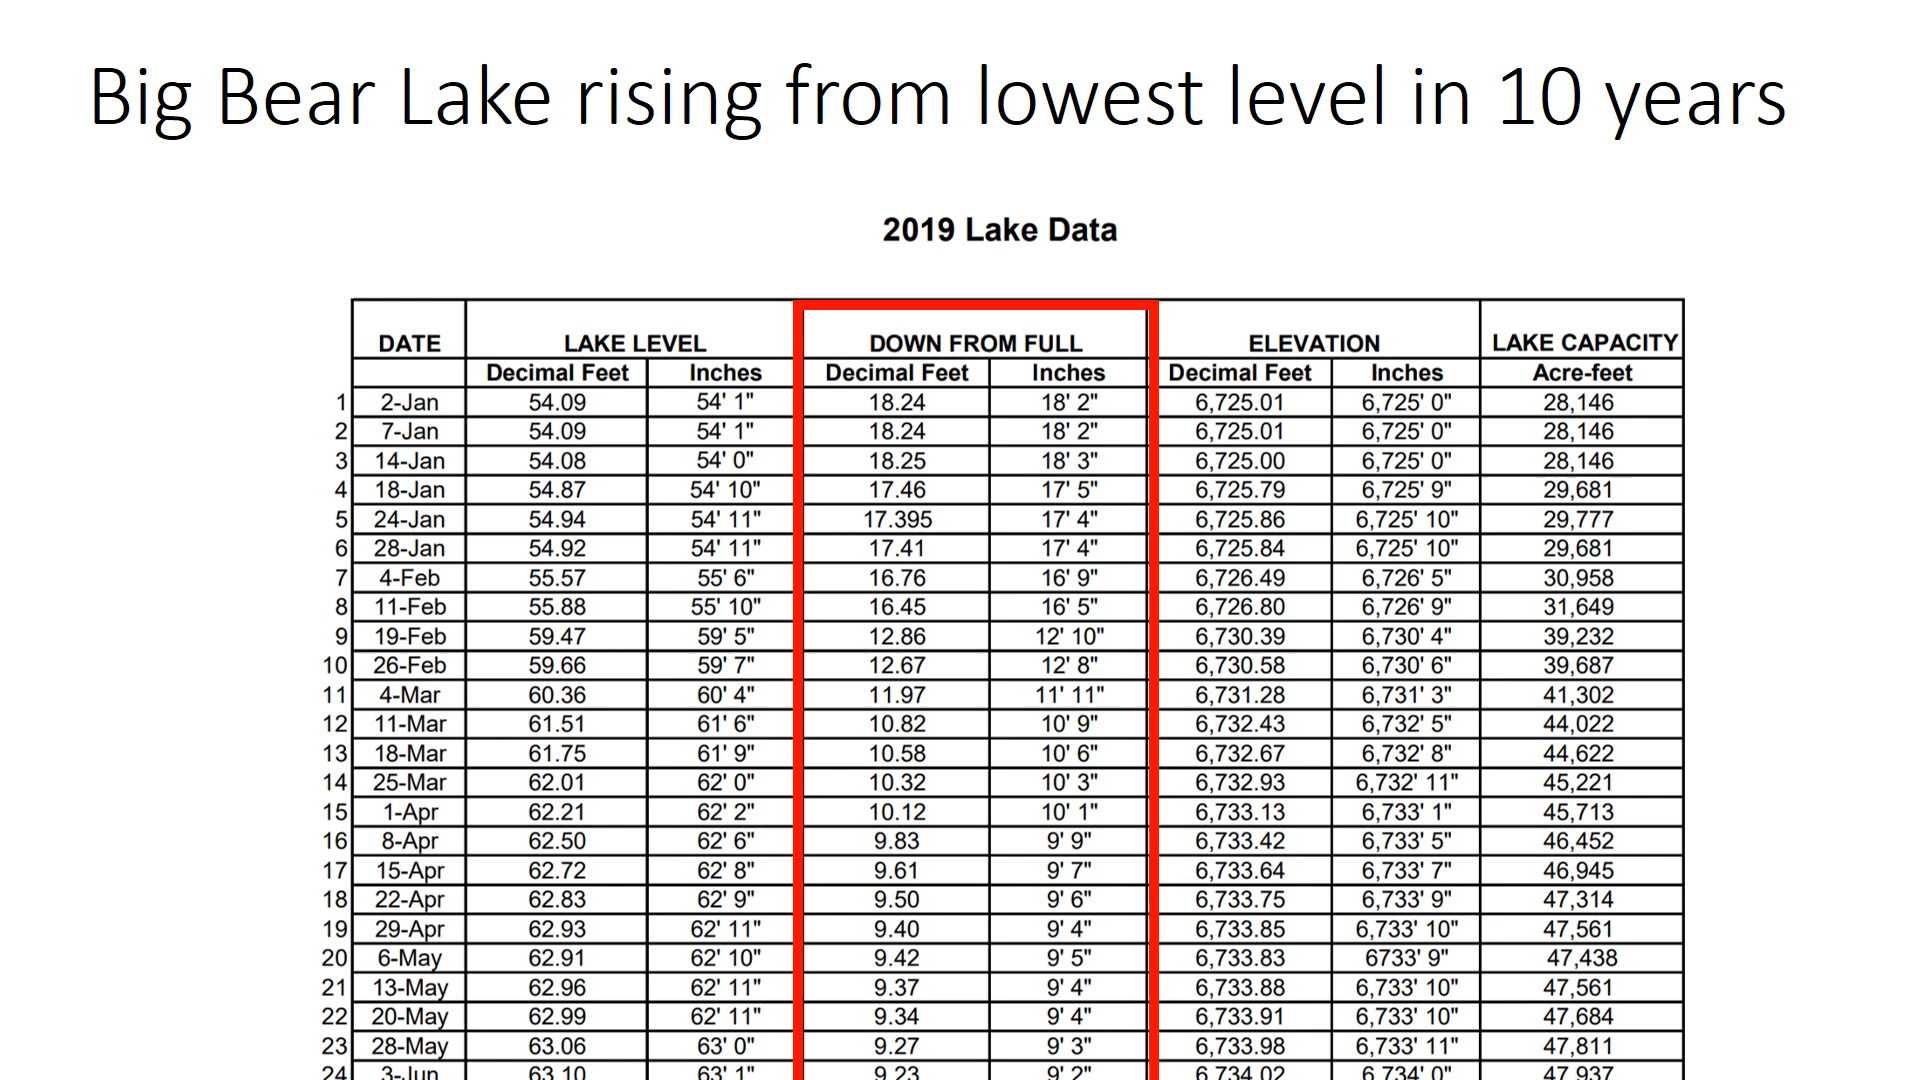 Big Bear Lake rising from lowest level in 10 years
2019 Lake Data
DATE LAKE LEVEL DOWN FROM FULL ELEVATION LAKE CAPACITY
Decimal Feet Inches Decimal Feet Inches Decimal Feet Inches Acre-feet
1 2-Jan 54.09 54' 1" 18.24 18' 2" 6,725.01 6,725' 0" 28,146
2 7-Jan 54.09 54' 1" 18.24 18' 2" 6,725.01 6,725' 0" 28,146
3 14-Jan 54.08 54' 0" 18.25 18' 3" 6,725.00 6,725' 0" 28,146
4 18-Jan 54.87 54' 10" 17.46 17' 5" 6,725.79 6,725' 9" 29,681
5 24-Jan 54.94 54' 11" 17.395 17' 4" 6,725.86 6,725' 10" 29,777
6 28-Jan 54.92 54' 11" 17.41 17' 4" 6,725.84 6,725' 10" 29,681
7 4-Feb 55.57 55' 6" 16.76 16' 9" 6,726.49 6,726' 5" 30,958
8 11-Feb 55.88 55' 10" 16.45 16' 5" 6,726.80 6,726' 9" 31,649
9 19-Feb 59.47 59' 5" 12.86 12' 10" 6,730.39 6,730' 4" 39,232
10 26-Feb 59.66 59' 7" 12.67 12' 8" 6,730.58 6,730' 6" 39,687
11 4-Mar 60.36 60' 4" 11.97 11' 11" 6,731.28 6,731' 3" 41,302
12 11-Mar 61.51 61' 6" 10.82 10' 9" 6,732.43 6,732' 5" 44,022
13 18-Mar 61.75 61' 9" 10.58 10' 6" 6,732.67 6,732' 8" 44,622
14 25-Mar 62.01 62' 0" 10.32 10' 3" 6,732.93 6,732' 11" 45,221
15 1-Apr 62.21 62' 2" 10.12 10' 1" 6,733.13 6,733' 1" 45,713
16 8-Apr 62.50 62' 6" 9.83 9' 9" 6,733.42 6,733' 5" 46,452
17 15-Apr 62.72 62' 8" 9.61 9' 7" 6,733.64 6,733' 7" 46,945
18 22-Apr 62.83 62' 9" 9.50 9' 6" 6,733.75 6,733' 9" 47,314
19 29-Apr 62.93 62' 11" 9.40 9' 4" 6,733.85 6,733' 10" 47,561
20 6-May 62.91 62' 10" 9.42 9' 5" 6,733.83 6733' 9" 47,438
21 13-May 62.96 62' 11" 9.37 9' 4" 6,733.88 6,733' 10" 47,561
22 20-May 62.99 62' 11" 9.34 9' 4" 6,733.91 6,733' 10" 47,684
23 28-May 63.06 63' 0" 9.27 9' 3" 6,733.98 6,733' 11" 47,811
24 3-Jun 63.10 63' 1" 9.23 9' 2" 6,734.02 6,734' 0" 47,937